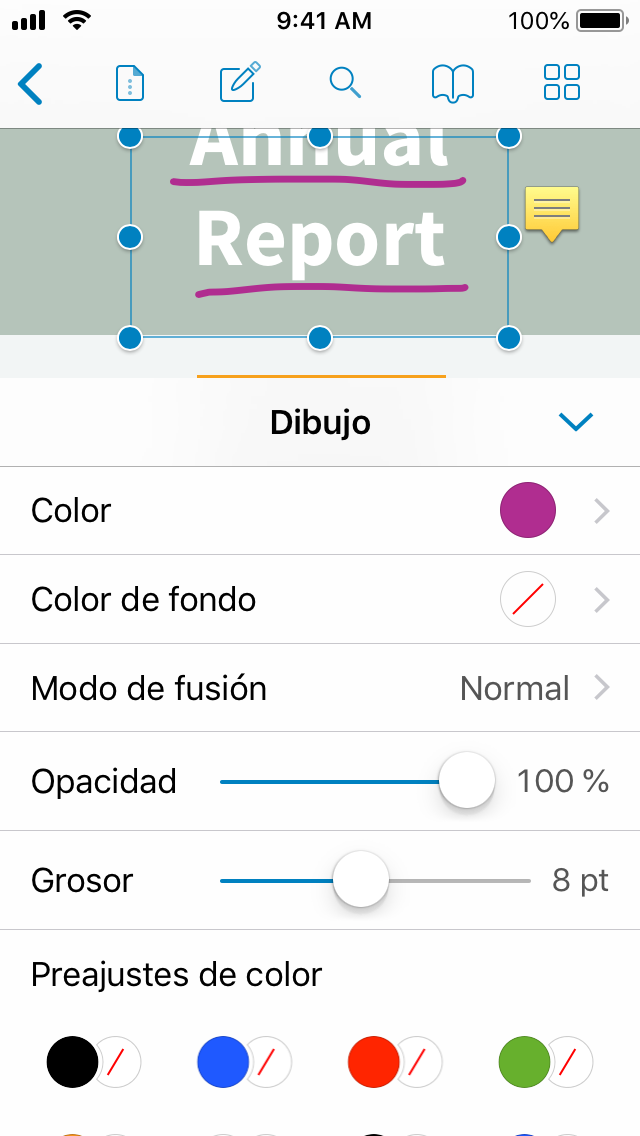 9:41 AM
100%
Annual
Report
Dibujo
Color
Color de fondo
Modo de fusión Normal
Opacidad 100 %
Grosor 8 pt
Preajustes de color